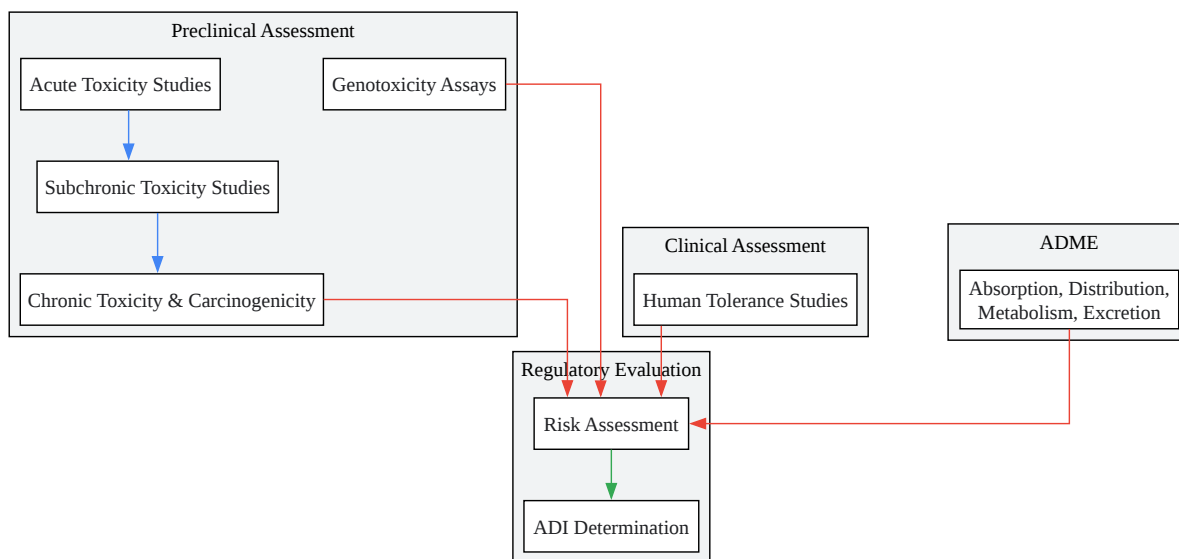 Preclinical Assessment
Acute Toxicity Studies
Genotoxicity Assays
Subchronic Toxicity Studies
Chronic Toxicity & Carcinogenicity
Clinical Assessment
Human Tolerance Studies
ADME
Absorption, Distribution,
Metabolism, Excretion
Regulatory Evaluation
Risk Assessment
ADI Determination